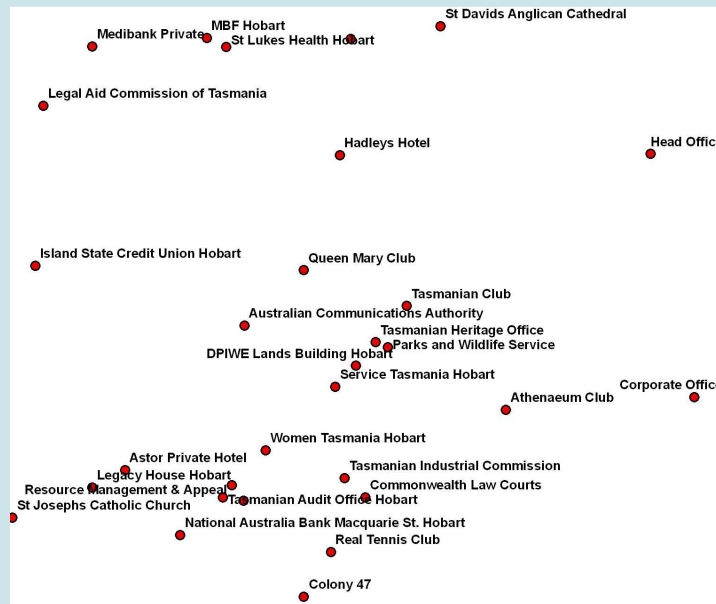 St Davids Anglican Cathedral
MBF Hobart
Medibank Private
St Lukes Health Hobart
Legal Aid Commission of Tasmania
Hadleys Hotel
Head Offic
Island State Credit Union Hobart
Queen Mary Club
Tasmanian Club
Australian Communications Authority
Tasmanian Heritage Office
Parks and Wildlife Service
DPIWE Lands Building Hobart
Service Tasmania Hobart
Corporate Offic
Athenaeum Club
Women Tasmania Hobart
Astor Private Hotel
Tasmanian Industrial Commission
Legacy House Hobart
Commonwealth Law Courts
Resource Management & Appeal
Tasmanian Audit Office Hobart
St Josephs Catholic Church
National Australia Bank Macquarie St. Hobart
Real Tennis Club
Colony 47